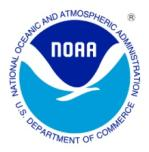 NATIONAL OCEANIC AND ATMOSPHERIC ADMINISTRATION
®
NOAA
U.S. DEPARTMENT OF COMMERCE